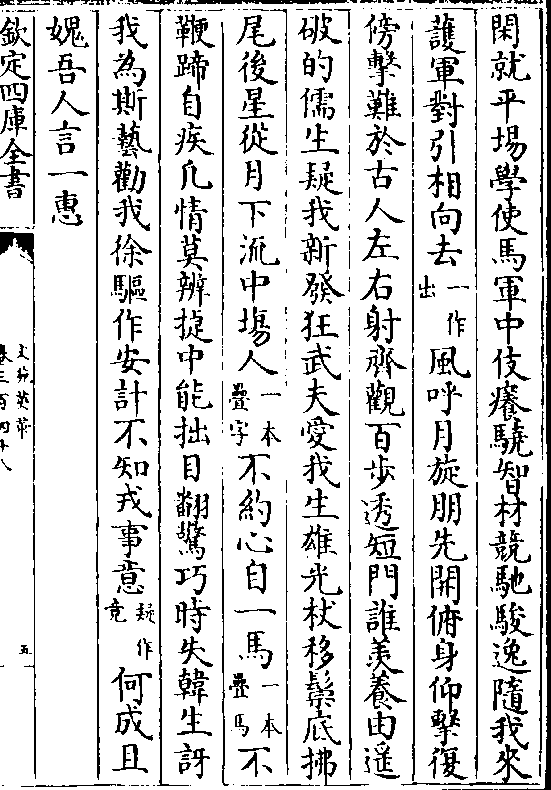 閑就平場學使馬軍中伎癢驍智材競馳駿逸隨我來
護軍對引相向去一作出風呼月旋朋先開俯身仰擊復
傍擊難於古人左右射齊觀百步透短門誰羨養由遥
破的儒生疑我新發狂武夫愛我生雄光杖移鬃底拂
尾後星從月下流中塲人一本疊字不約心自一馬一本疊馬不
鞭蹄自疾凡情莫辨捉中能拙目翻驚巧時失韓生訝
我為斯藝勸我徐驅作安計不知戎事意疑作竟何成且
媿吾人言一惠
欽定四庫全書
文苑英華
卷三百四十八
五